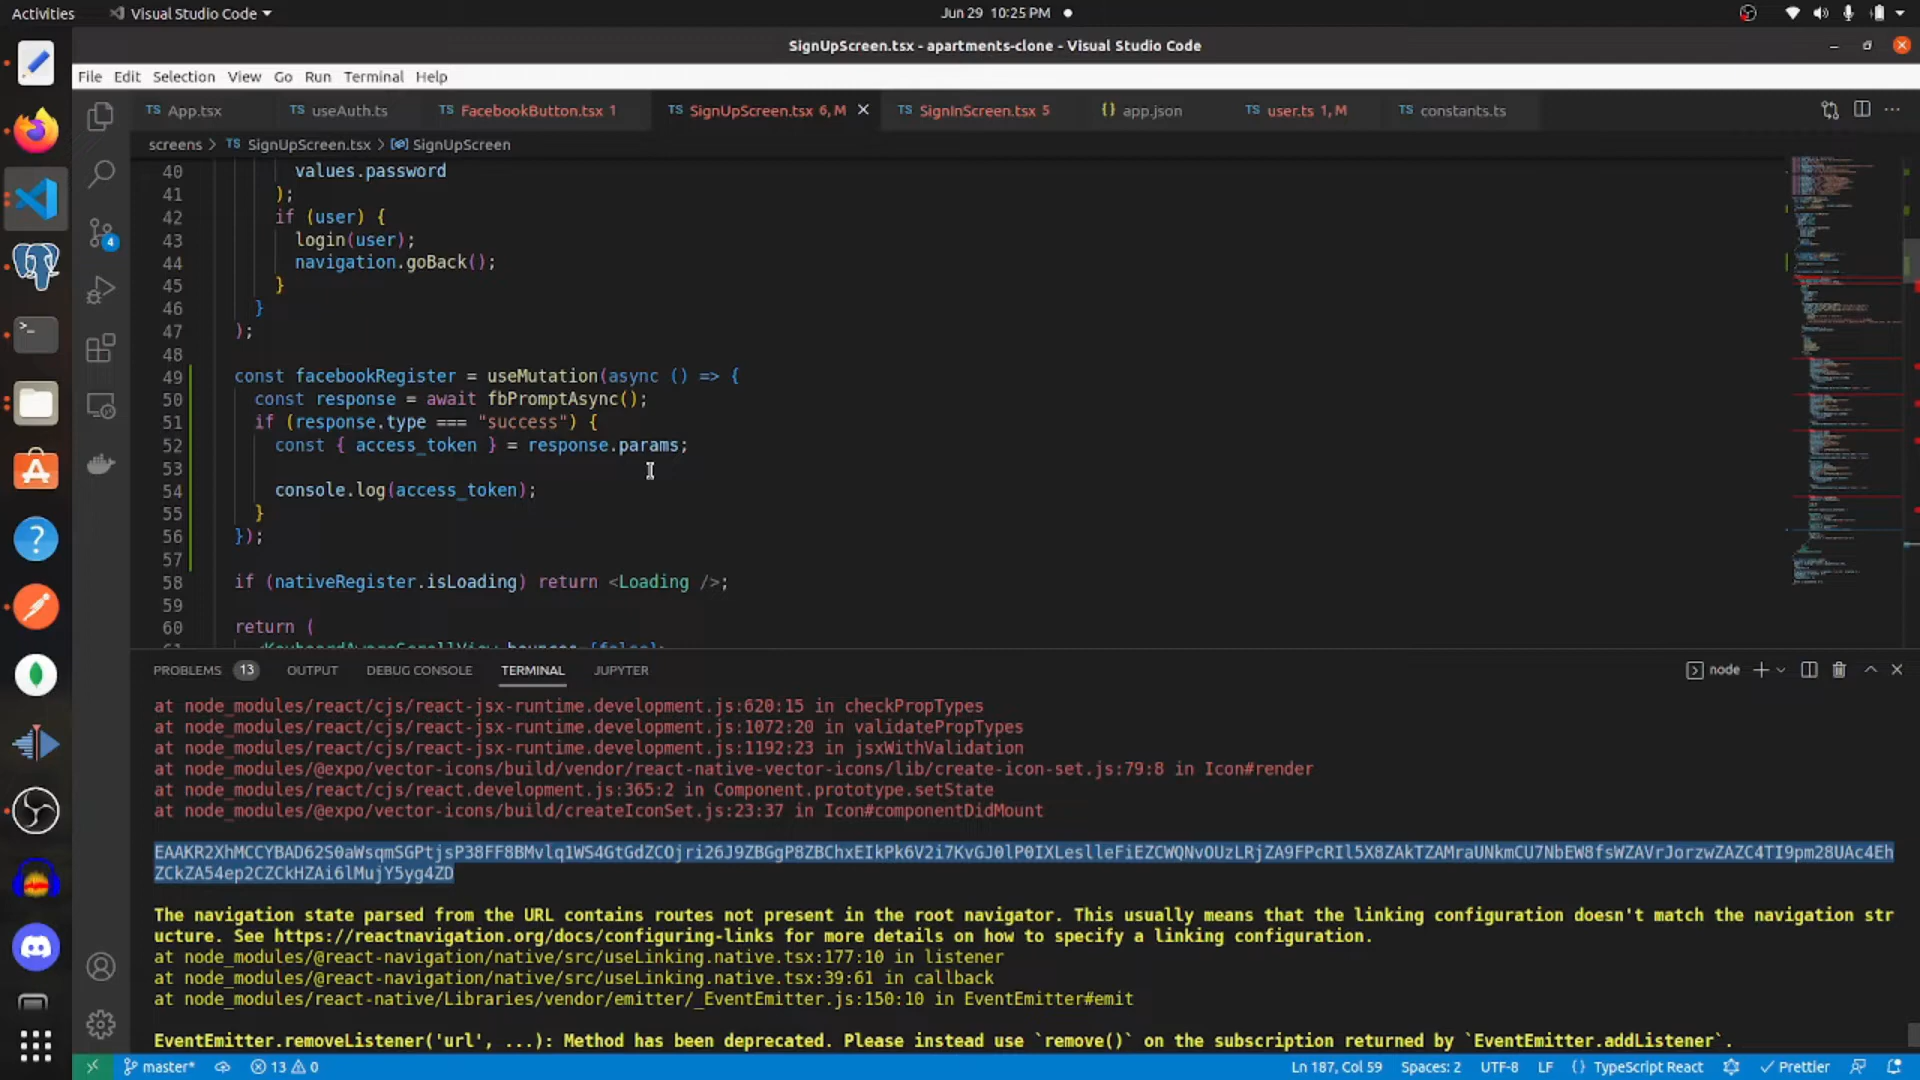 Activities Visual Studio Code Jun 29 10:25 PM
SignUpScreen.tsx - apartments-clone - Visual Studio Code
File Edit Selection View Go Run Terminal Help
TS App.tsx TS useAuth.ts TS FacebookButton.tsx 1 TS SignUpScreen.tsx 6, M TS SignInScreen.tsx 5 {} app.json TS user.ts 1, M TS constants.ts
screens > TS SignUpScreen.tsx > SignUpScreen
40 values.password
41 );
42 if (user) {
43 login(user);
44 navigation.goBack();
45 }
46 }
47 );
48
49 const facebookRegister = useMutation(async () => {
50 const response = await fbPromptAsync();
51 if (response.type === "success") {
52 const { access_token } = response.params;
53
54 console.log(access_token);
55 }
56 });
57
58 if (nativeRegister.isLoading) return <Loading />;
59
60 return (
PROBLEMS 13 OUTPUT DEBUG CONSOLE TERMINAL JUPYTER node
at node_modules/react/cjs/react-jsx-runtime.development.js:620:15 in checkPropTypes
at node_modules/react/cjs/react-jsx-runtime.development.js:1072:20 in validatePropTypes
at node_modules/react/cjs/react-jsx-runtime.development.js:1192:23 in jsxWithValidation
at node_modules/@expo/vector-icons/build/vendor/react-native-vector-icons/lib/create-icon-set.js:79:8 in Icon#render
at node_modules/react/cjs/react.development.js:365:2 in Component.prototype.setState
at node_modules/@expo/vector-icons/build/createIconSet.js:23:37 in Icon#componentDidMount
The navigation state parsed from the URL contains routes not present in the root navigator. This usually means that the linking configuration doesn't match the navigation str
ucture. See https://reactnavigation.org/docs/configuring-links for more details on how to specify a linking configuration.
at node_modules/@react-navigation/native/src/useLinking.native.tsx:177:10 in listener
at node_modules/@react-navigation/native/src/useLinking.native.tsx:39:61 in callback
at node_modules/react-native/Libraries/vendor/emitter/_EventEmitter.js:150:10 in EventEmitter#emit
EventEmitter.removeListener('url', ...): Method has been deprecated. Please instead use `remove()` on the subscription returned by `EventEmitter.addListener`.
master* 13 0 Ln 187, Col 59 Spaces: 2 UTF-8 LF {} TypeScript React Prettier